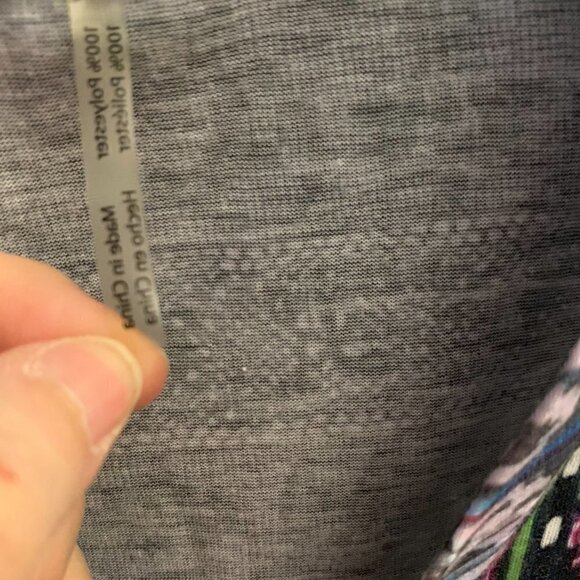 100% Polyester
100% Poliéster
Made in China
Hecho en China